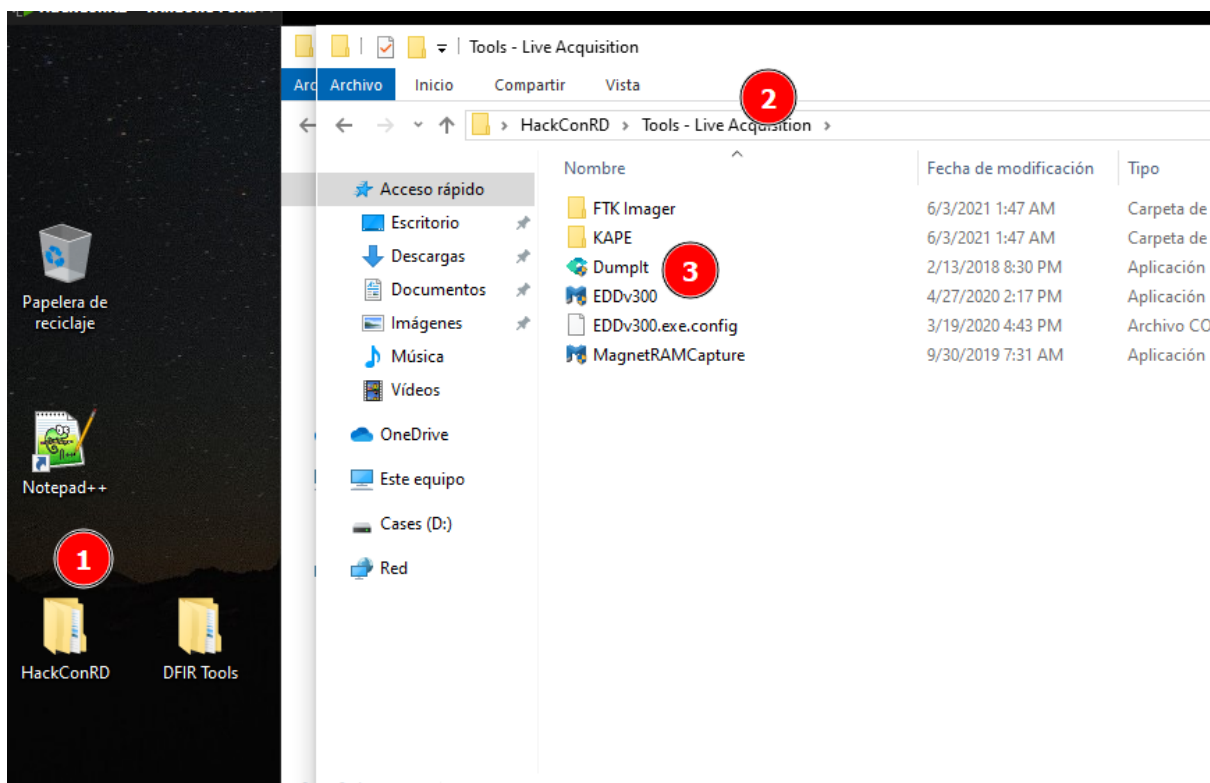 Tools - Live Acquisition
Arc
Archivo Inicio Compartir Vista
2
HackConRD > Tools - Live Acquisition >
Nombre Fecha de modificación Tipo
Acceso rápido
Escritorio
Descargas
Documentos
Imágenes
Música
Vídeos
OneDrive
Este equipo
Cases (D:)
Red
FTK Imager 6/3/2021 1:47 AM Carpeta de
KAPE 6/3/2021 1:47 AM Carpeta de
DumpIt 2/13/2018 8:30 PM Aplicación
3
EDDv300 4/27/2020 2:17 PM Aplicación
EDDv300.exe.config 3/19/2020 4:43 PM Archivo CO
MagnetRAMCapture 9/30/2019 7:31 AM Aplicación
Papelera de
reciclaje
Notepad++
1
HackConRD DFIR Tools